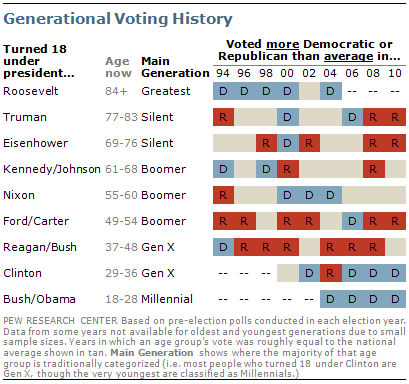 Generational Voting History
Turned 18 under president... Age now Main Generation Voted more Democratic or Republican than average in...
94 96 98 00 02 04 06 08 10
Roosevelt 84+ Greatest D D D D D -- -- --
Truman 77-83 Silent R D D R R
Eisenhower 69-76 Silent R D R R R
Kennedy/Johnson 61-68 Boomer D D R R
Nixon 55-60 Boomer R D D D
Ford/Carter 49-54 Boomer R R R R D R R
Reagan/Bush 37-48 Gen X D R R R R R R
Clinton 29-36 Gen X -- -- -- D R D D D
Bush/Obama 18-28 Millennial -- -- -- -- -- D D D D
PEW RESEARCH CENTER Based on pre-election polls conducted in each election year.
Data from some years not available for oldest and youngest generations due to small
sample sizes. Years in which an age group's vote was roughly equal to the national
average shown in tan. Main Generation shows where the majority of that age
group is traditionally categorized (i.e. most people who turned 18 under Clinton are
Gen X, though the very youngest are classified as Millennials.)